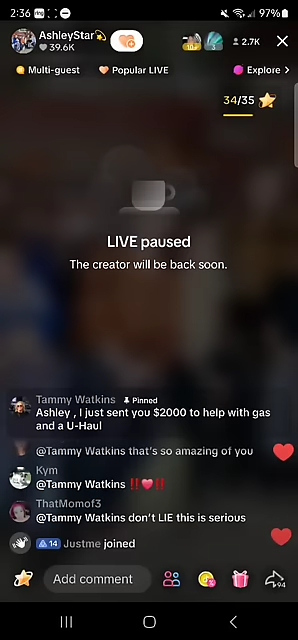 2:36
97%
AshleyStar💫
39.6K
2.7K
Multi-guest
Popular LIVE
Explore >
34/35
LIVE paused
The creator will be back soon.
Tammy Watkins Pinned
Ashley , I just sent you $2000 to help with gas
and a U-Haul
@Tammy Watkins that's so amazing of you
Kym
@Tammy Watkins ‼️💗‼️
ThatMomof3
@Tammy Watkins don't LIE this is serious
14 Justme joined
Add comment
94